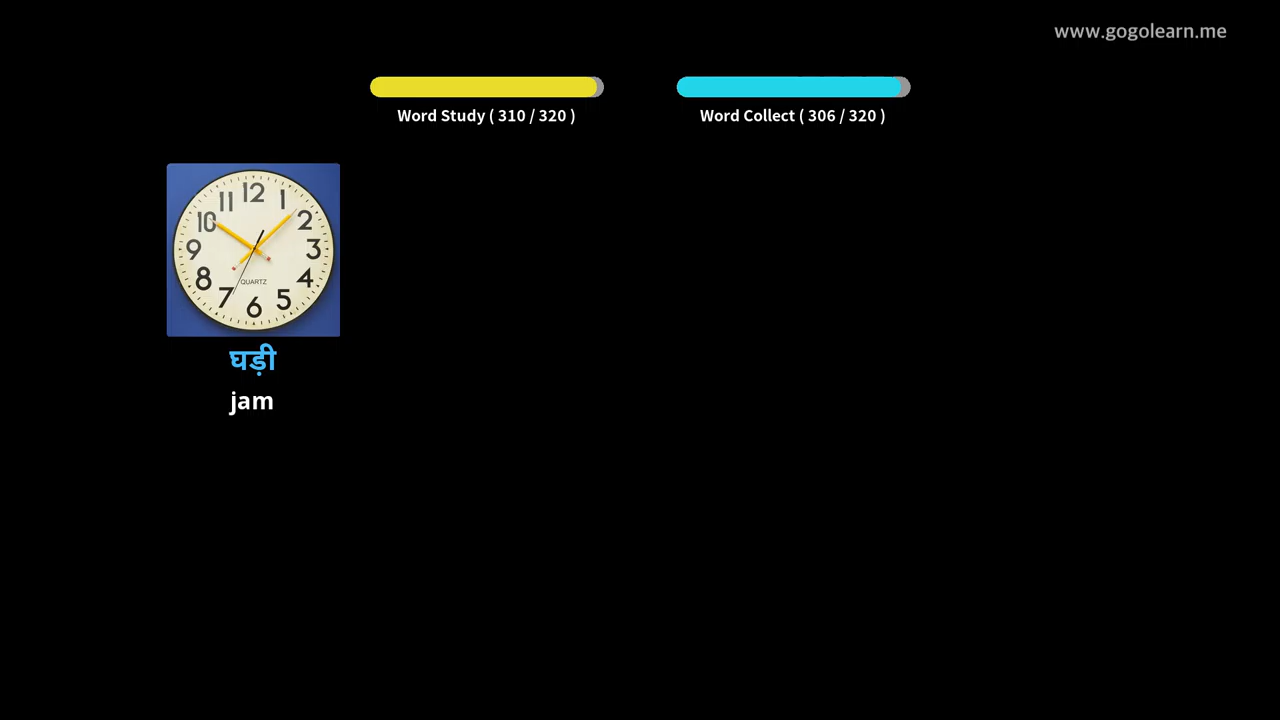 www.gogolearn.me
Word Study ( 310 / 320 )
Word Collect ( 306 / 320 )
12
11
1
10
2
9
3
8
4
QUARTZ
7
5
6
घड़ी
jam